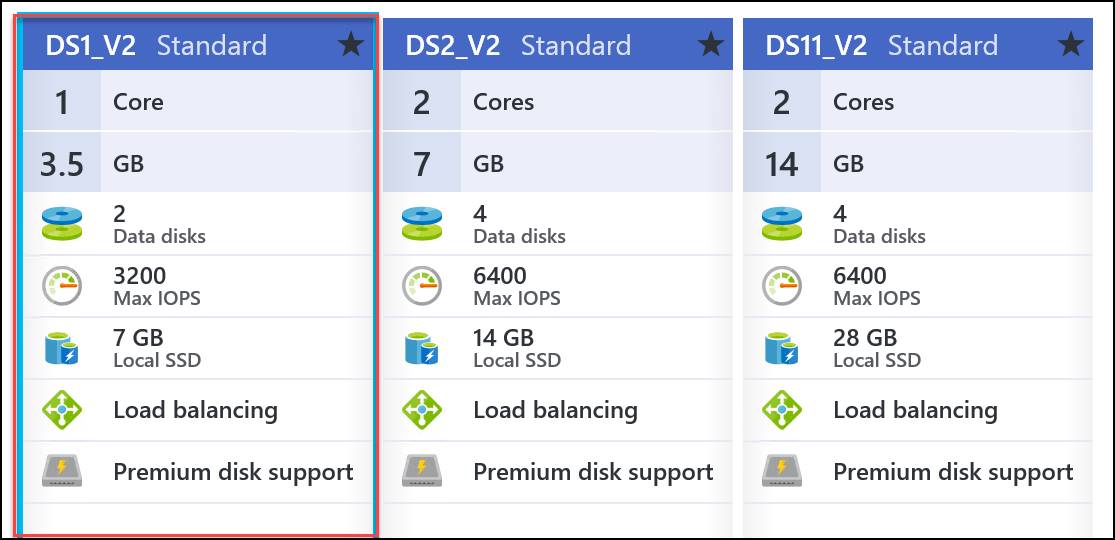 DS1_V2 Standard
1 Core
3.5 GB
2
Data disks
3200
Max IOPS
7 GB
Local SSD
Load balancing
Premium disk support
DS2_V2 Standard
2 Cores
7 GB
4
Data disks
6400
Max IOPS
14 GB
Local SSD
Load balancing
Premium disk support
DS11_V2 Standard
2 Cores
14 GB
4
Data disks
6400
Max IOPS
28 GB
Local SSD
Load balancing
Premium disk support